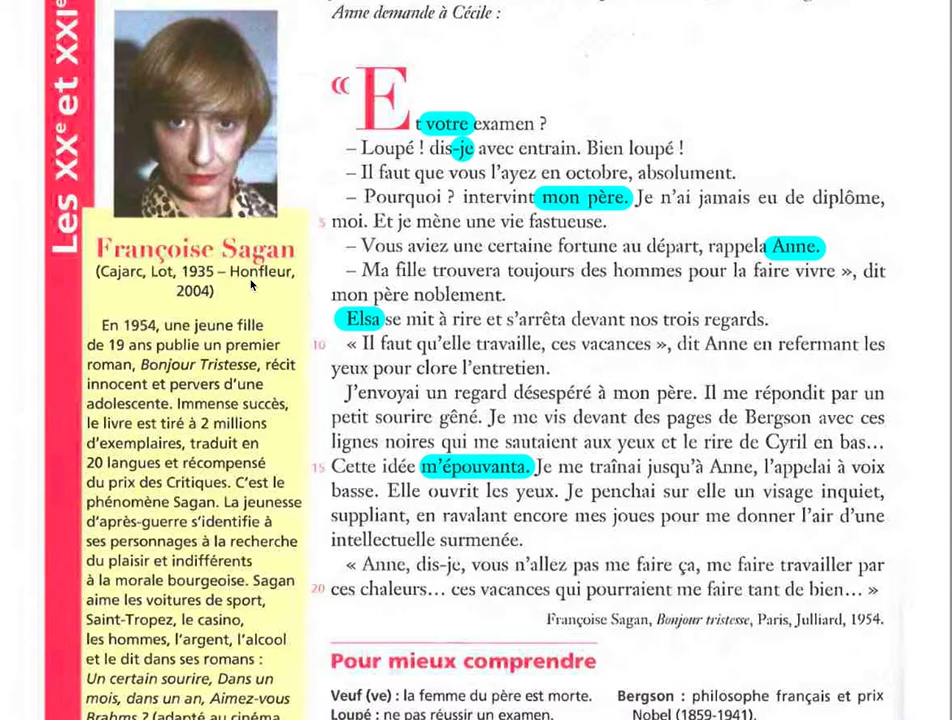 Les XXe et XXIe
Françoise Sagan
(Cajarc, Lot, 1935 – Honfleur,
2004)
En 1954, une jeune fille
de 19 ans publie un premier
roman, Bonjour Tristesse, récit
innocent et pervers d'une
adolescente. Immense succès,
le livre est tiré à 2 millions
d'exemplaires, traduit en
20 langues et récompensé
du prix des Critiques. C'est le
phénomène Sagan. La jeunesse
d'après-guerre s'identifie à
ses personnages à la recherche
du plaisir et indifférents
à la morale bourgeoise. Sagan
aime les voitures de sport,
Saint-Tropez, le casino,
les hommes, l'argent, l'alcool
et le dit dans ses romans :
Un certain sourire, Dans un
mois, dans un an, Aimez-vous
Brahms ? (adapté au cinéma
Anne demande à Cécile :
« Et votre examen ?
– Loupé ! dis-je avec entrain. Bien loupé !
– Il faut que vous l'ayez en octobre, absolument.
– Pourquoi ? intervint mon père. Je n'ai jamais eu de diplôme,
5 moi. Et je mène une vie fastueuse.
– Vous aviez une certaine fortune au départ, rappela Anne.
– Ma fille trouvera toujours des hommes pour la faire vivre », dit
mon père noblement.
Elsa se mit à rire et s'arrêta devant nos trois regards.
10 « Il faut qu'elle travaille, ces vacances », dit Anne en refermant les
yeux pour clore l'entretien.
J'envoyai un regard désespéré à mon père. Il me répondit par un
petit sourire gêné. Je me vis devant des pages de Bergson avec ces
lignes noires qui me sautaient aux yeux et le rire de Cyril en bas...
15 Cette idée m'épouvanta. Je me traînai jusqu'à Anne, l'appelai à voix
basse. Elle ouvrit les yeux. Je penchai sur elle un visage inquiet,
suppliant, en ravalant encore mes joues pour me donner l'air d'une
intellectuelle surmenée.
« Anne, dis-je, vous n'allez pas me faire ça, me faire travailler par
20 ces chaleurs... ces vacances qui pourraient me faire tant de bien... »
Françoise Sagan, Bonjour tristesse, Paris, Julliard, 1954.
Pour mieux comprendre
Veuf (ve) : la femme du père est morte.
Loupé : ne pas réussir un examen.
Bergson : philosophe français et prix
Nobel (1859-1941).